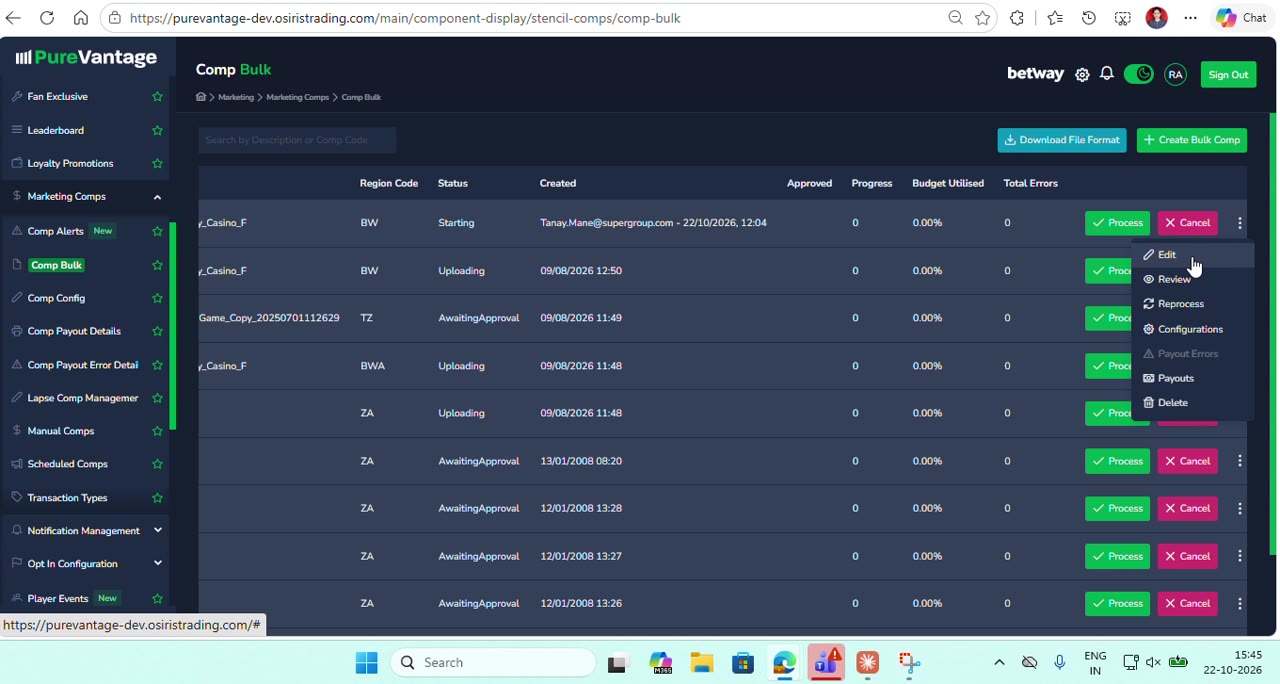 https://purevantage-dev.osiristrading.com/main/component-display/stencil-comps/comp-bulk
Chat
PureVantage
Comp Bulk
betway
RA
Sign Out
Marketing > Marketing Comps > Comp Bulk
Fan Exclusive
Leaderboard
Loyalty Promotions
Marketing Comps
Comp Alerts New
Comp Bulk
Comp Config
Comp Payout Details
Comp Payout Error Detai
Lapse Comp Managemer
Manual Comps
Scheduled Comps
Transaction Types
Notification Management
Opt In Configuration
Player Events New
Search by Description or Comp Code
Download File Format
Create Bulk Comp
Region Code Status Created Approved Progress Budget Utilised Total Errors
y_Casino_F BW Starting Tanay.Mane@supergroup.com - 22/10/2026, 12:04 0 0.00% 0 Process Cancel
y_Casino_F BW Uploading 09/08/2026 12:50 0 0.00% 0 Proce
Game_Copy_20250701112629 TZ AwaitingApproval 09/08/2026 11:49 0 0.00% 0 Proce
y_Casino_F BWA Uploading 09/08/2026 11:48 0 0.00% 0 Proce
ZA Uploading 09/08/2026 11:48 0 0.00% 0 Proce
ZA AwaitingApproval 13/01/2008 08:20 0 0.00% 0 Process Cancel
ZA AwaitingApproval 12/01/2008 13:28 0 0.00% 0 Process Cancel
ZA AwaitingApproval 12/01/2008 13:27 0 0.00% 0 Process Cancel
ZA AwaitingApproval 12/01/2008 13:26 0 0.00% 0 Process Cancel
Edit
Review
Reprocess
Configurations
Payout Errors
Payouts
Delete
https://purevantage-dev.osiristrading.com/#
Search
M365
ENG
IN
15:45
22-10-2026